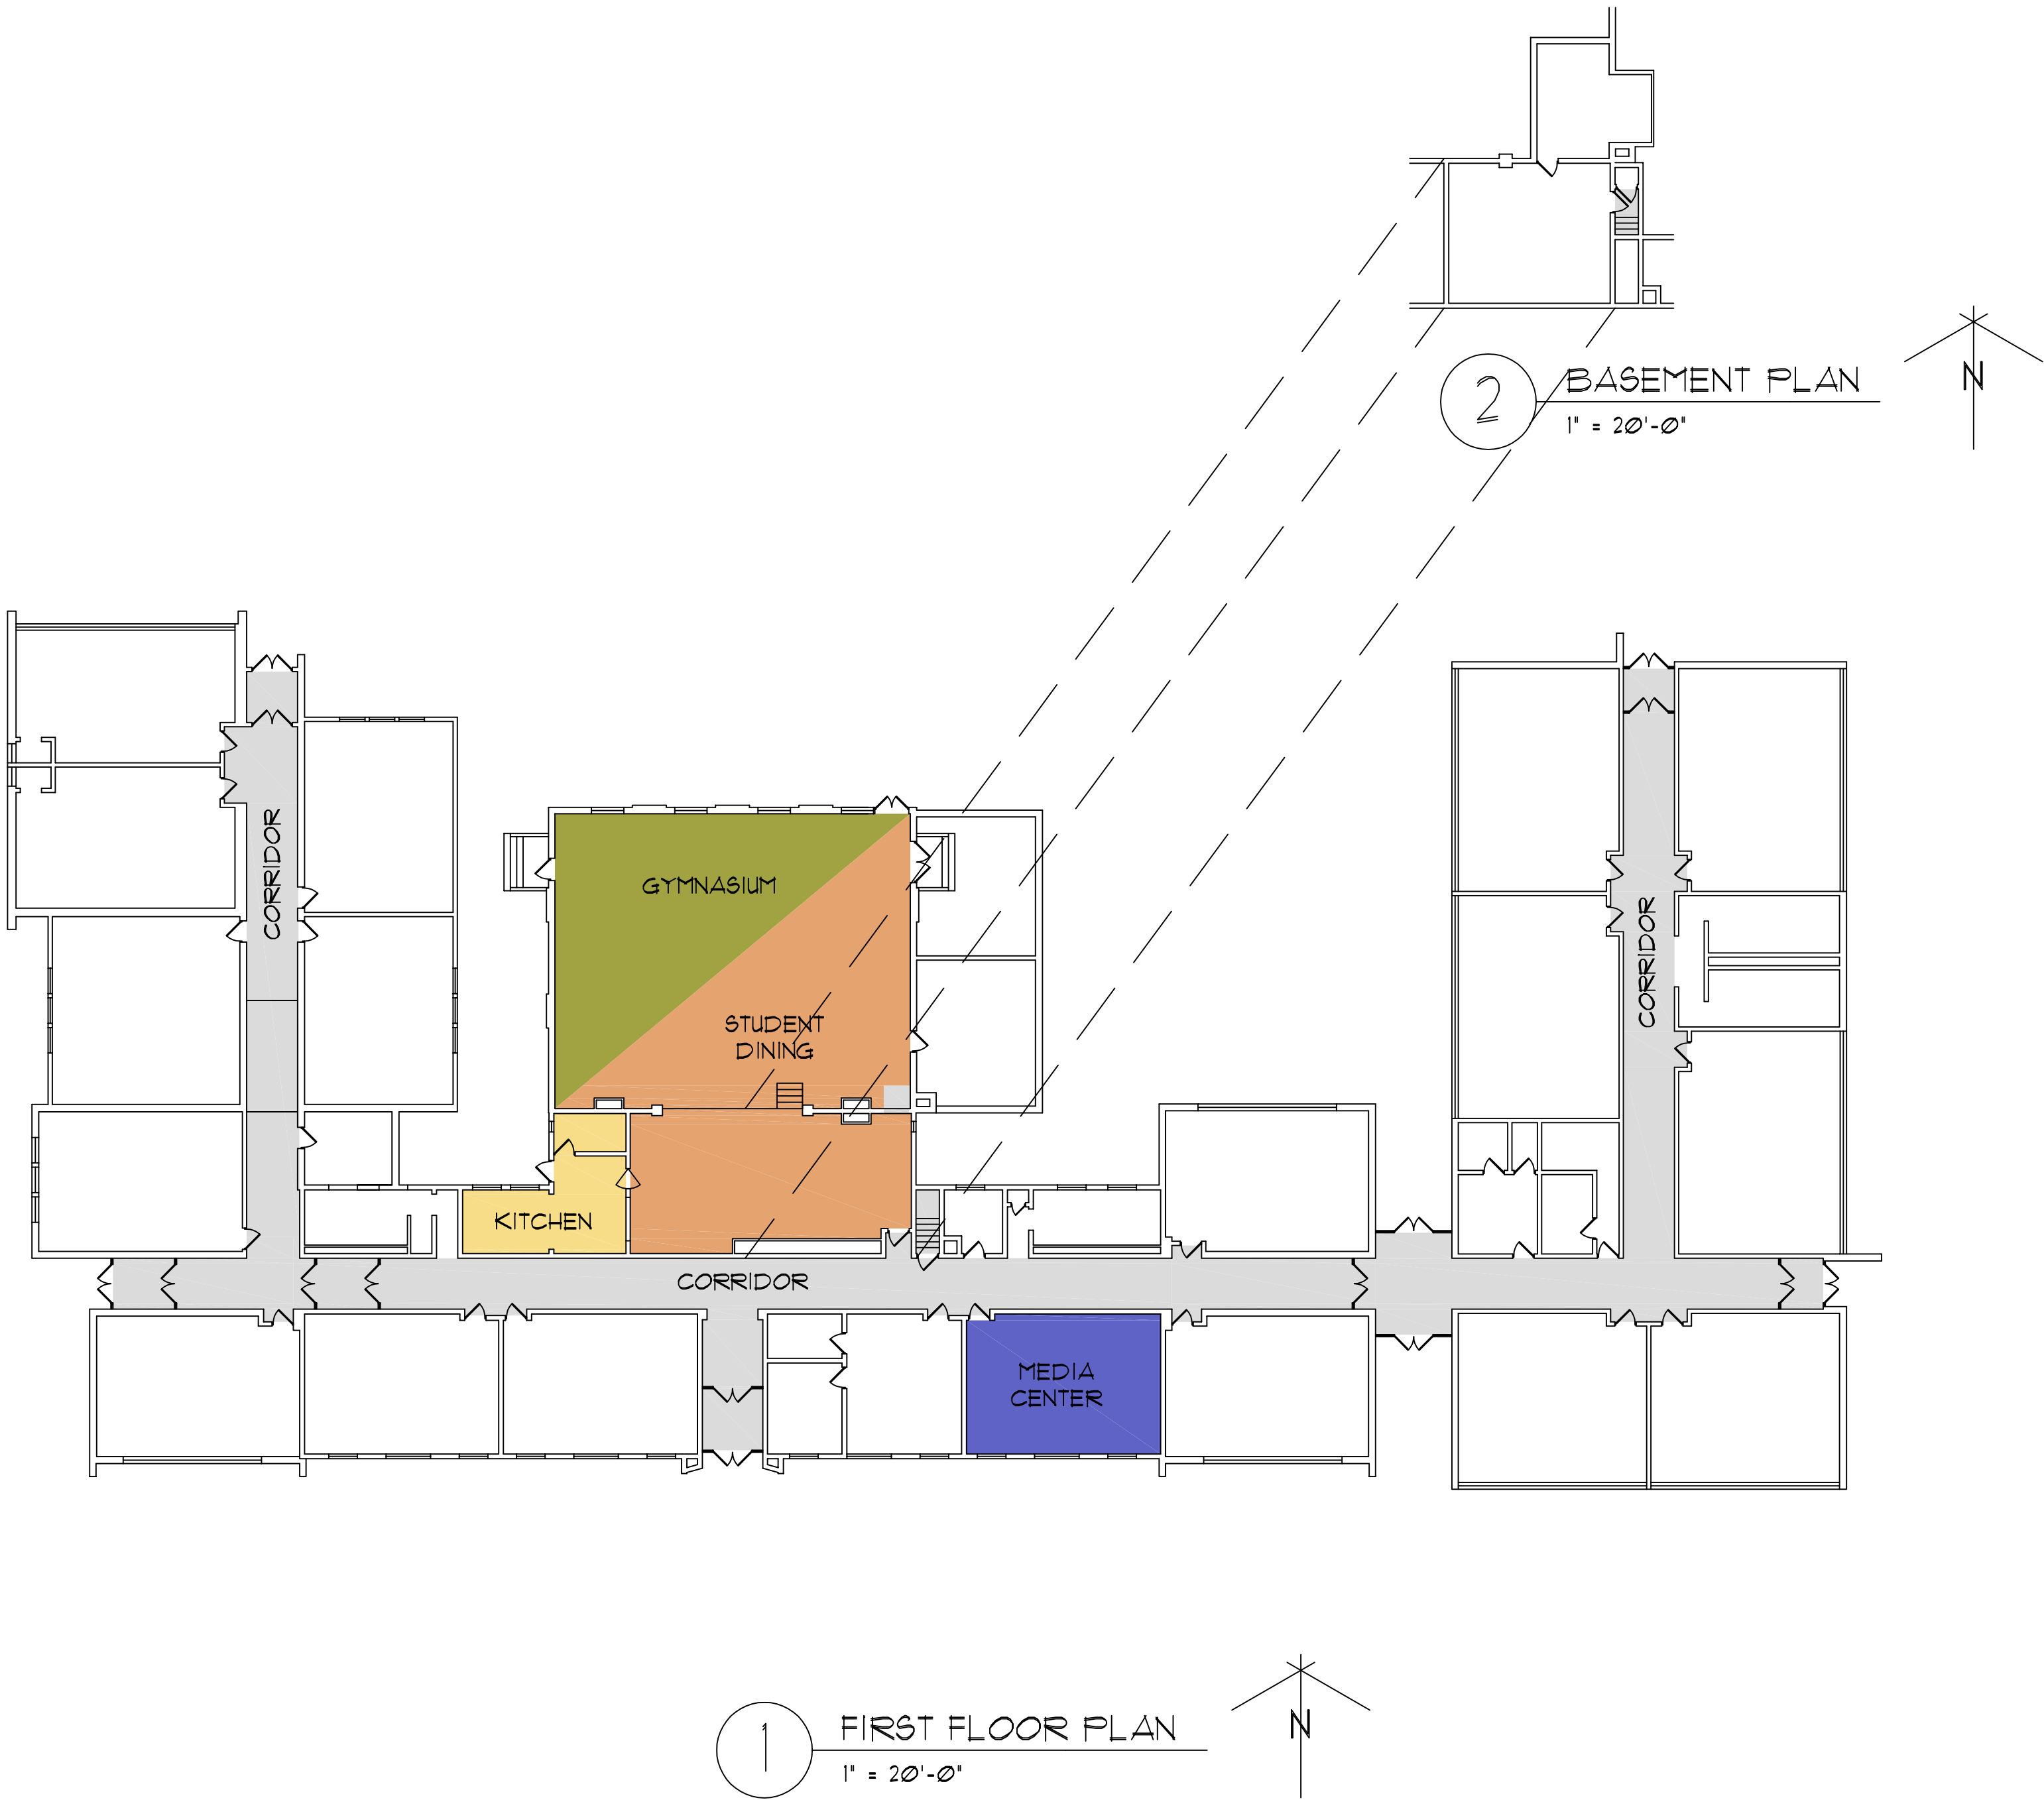 2
BASEMENT PLAN
1" = 20'-0"
N
CORRIDOR
GYMNASIUM
STUDENT
DINING
CORRIDOR
KITCHEN
CORRIDOR
MEDIA
CENTER
1
FIRST FLOOR PLAN
1" = 20'-0"
N